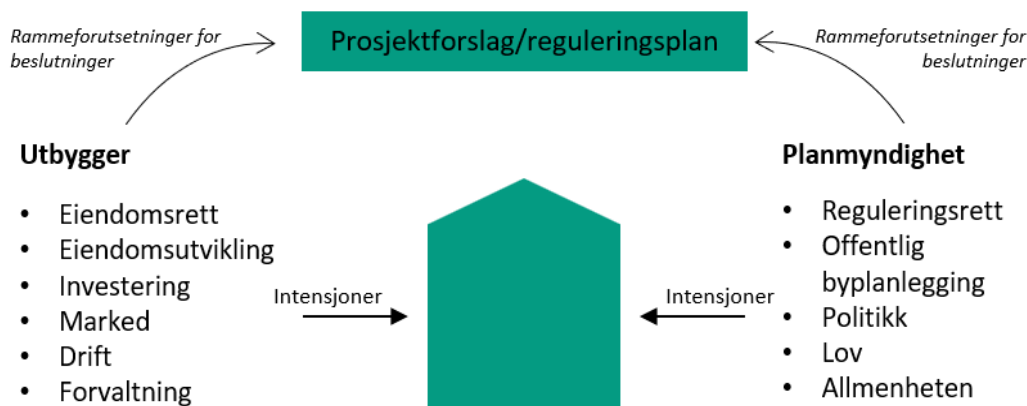 Rammeforutsetninger for
beslutninger
Prosjektforslag/reguleringsplan
Rammeforutsetninger for
beslutninger
Utbygger
• Eiendomsrett
• Eiendomsutvikling
• Investering
• Marked
• Drift
• Forvaltning
Intensjoner
Intensjoner
Planmyndighet
• Reguleringsrett
• Offentlig
byplanlegging
• Politikk
• Lov
• Allmenheten